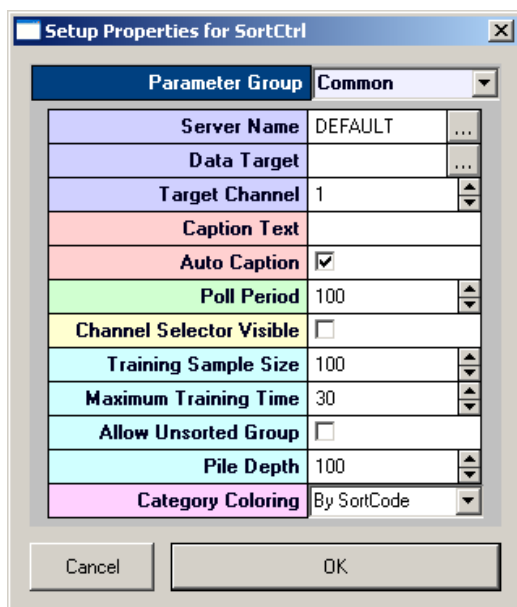 Setup Properties for SortCtrl
Parameter Group Common
Server Name DEFAULT ...
Data Target ...
Target Channel 1
Caption Text
Auto Caption
Poll Period 100
Channel Selector Visible
Training Sample Size 100
Maximum Training Time 30
Allow Unsorted Group
Pile Depth 100
Category Coloring By SortCode
Cancel OK